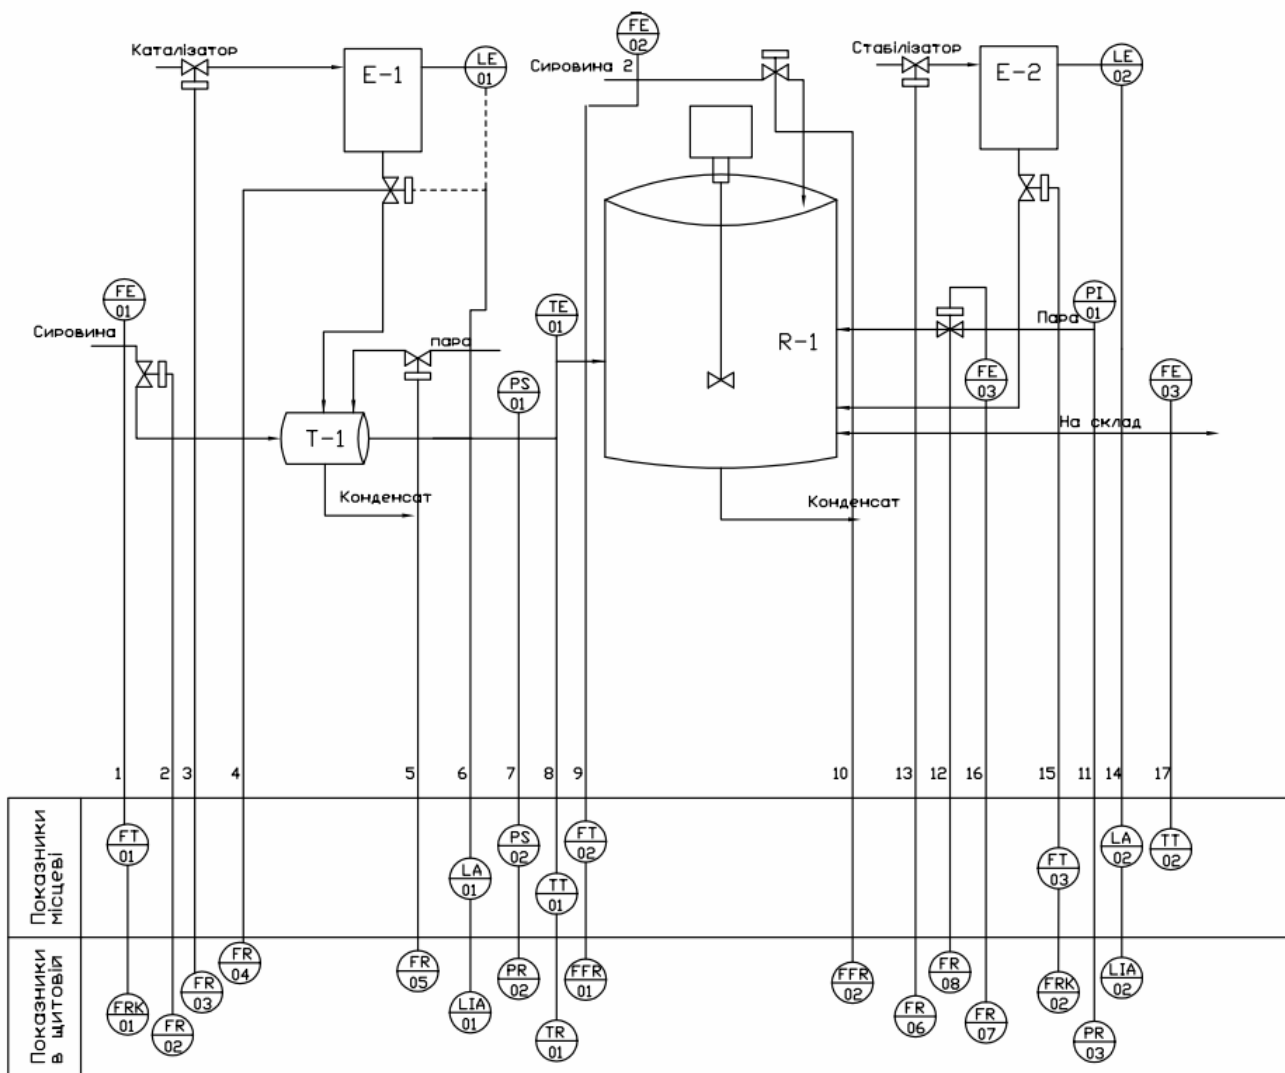 FE
02
Каталізатор
E-1
LE
01
Сировина 2
Стабілізатор
E-2
LE
02
FE
01
Сировина
пара
TE
01
PS
01
R-1
PI
01
Пара
FE
03
FE
03
T-1
На склад
Конденсат
Конденсат
1
2
3
4
5
6
7
8
9
10
13
12
16
15
11
14
17
Показники
місцеві
FT
01
LA
01
PS
02
TT
01
FT
02
FT
03
LA
02
TT
02
Показники
в щитовій
FRK
01
FR
02
FR
03
FR
04
FR
05
LIA
01
PR
02
TR
01
FFR
01
FFR
02
FR
06
FR
08
FR
07
FRK
02
PR
03
LIA
02